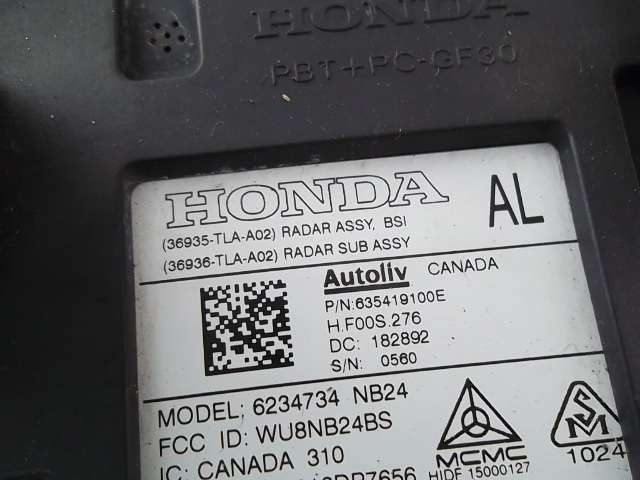 HONDA
PBT+PC-GF30
HONDA AL
(36935-TLA-A02) RADAR ASSY, BSI
(36936-TLA-A02) RADAR SUB ASSY
Autoliv CANADA
P/N:635419100E
H.F00S.276
DC: 182892
S/N: 0560
MODEL: 6234734 NB24
FCC ID: WU8NB24BS
IC: CANADA 310
MCMC
HIDF 15000127
SM
1024